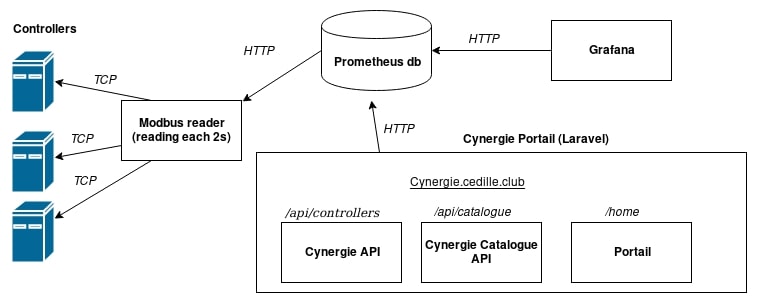 Controllers
HTTP
Prometheus db
HTTP
Grafana
TCP
Modbus reader
(reading each 2s)
TCP
TCP
HTTP
Cynergie Portail (Laravel)
Cynergie.cedille.club
/api/controllers
/api/catalogue
/home
Cynergie API
Cynergie Catalogue
API
Portail